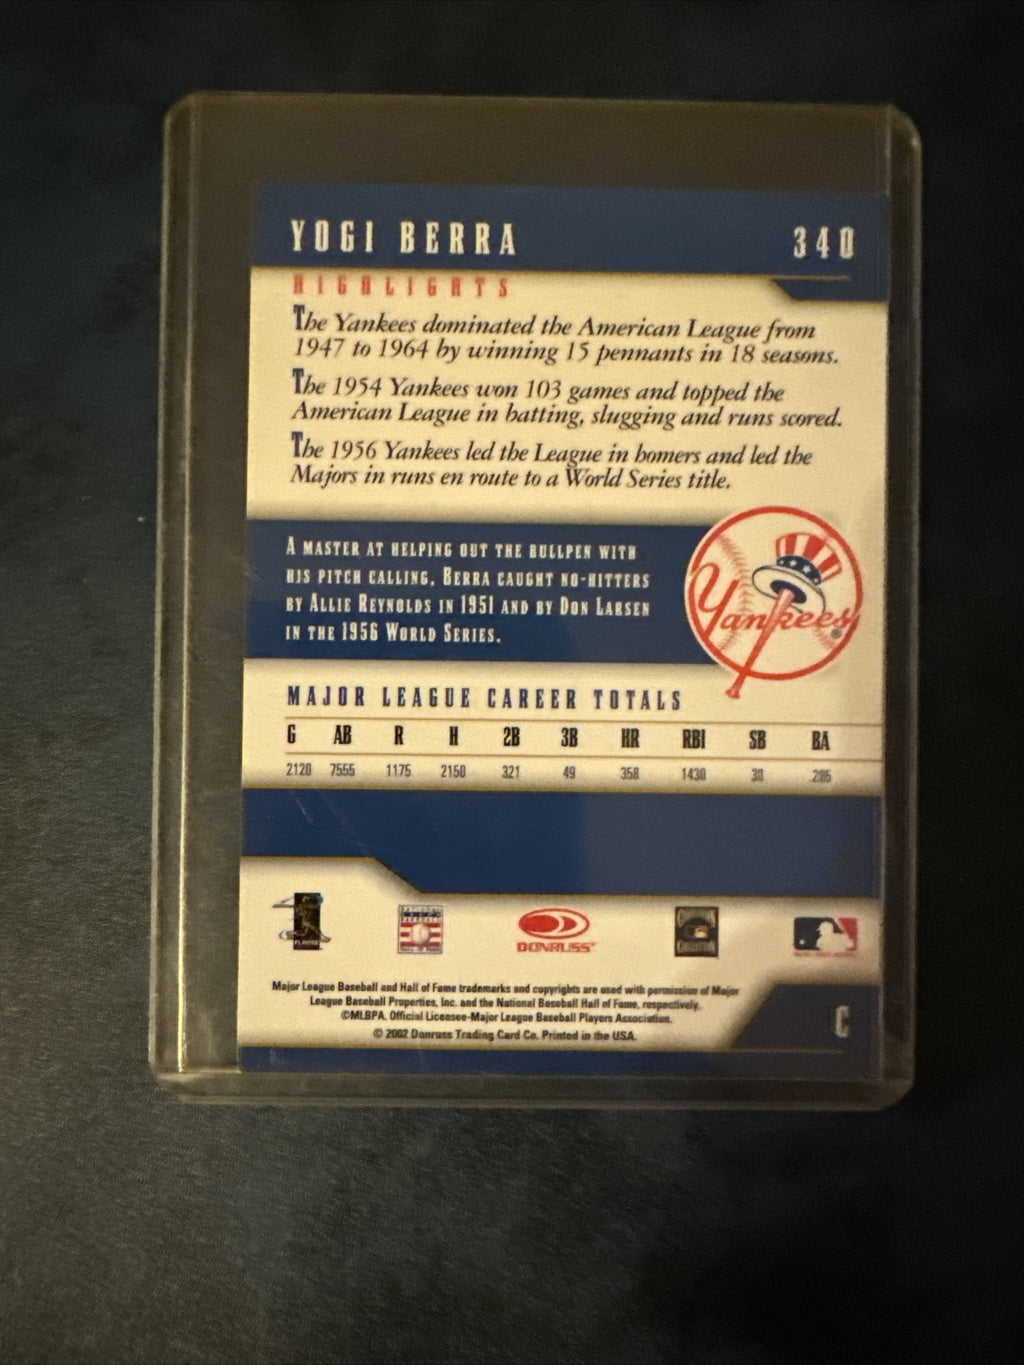 YOGI BERRA 340
HIGHLIGHTS
The Yankees dominated the American League from
1947 to 1964 by winning 15 pennants in 18 seasons.
The 1954 Yankees won 103 games and topped the
American League in batting, slugging and runs scored.
The 1956 Yankees led the League in homers and led the
Majors in runs en route to a World Series title.
A MASTER AT HELPING OUT THE BULLPEN WITH
HIS PITCH CALLING, BERRA CAUGHT NO-HITTERS
BY ALLIE REYNOLDS IN 1951 AND BY DON LARSEN
IN THE 1956 WORLD SERIES.
Yankees®
MAJOR LEAGUE CAREER TOTALS
G AB R H 2B 3B HR RBI SB BA
2120 7555 1175 2150 321 49 358 1430 30 .285
PLAYERS
DONRUSS
Major League Baseball and Hall of Fame trademarks and copyrights are used with permission of Major
League Baseball Properties, Inc. and the National Baseball Hall of Fame, respectively.
©MLBPA. Official Licensee-Major League Baseball Players Association.
© 2002 Donruss Trading Card Co. Printed in the USA.
C